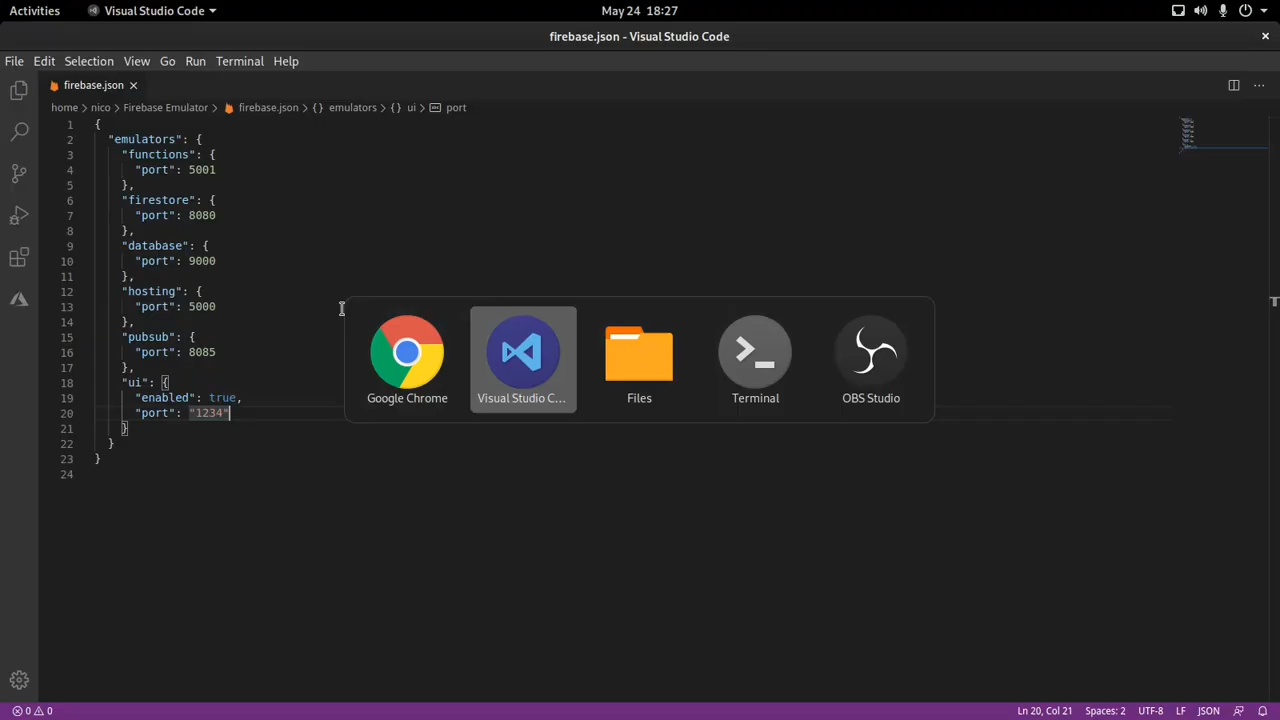 Activities
Visual Studio Code
May 24 18:27
firebase.json - Visual Studio Code
File Edit Selection View Go Run Terminal Help
firebase.json
home nico Firebase Emulator firebase.json {} emulators {} ui port
1 {
2 "emulators": {
3 "functions": {
4 "port": 5001
5 },
6 "firestore": {
7 "port": 8080
8 },
9 "database": {
10 "port": 9000
11 },
12 "hosting": {
13 "port": 5000
14 },
15 "pubsub": {
16 "port": 8085
17 },
18 "ui": {
19 "enabled": true,
20 "port": "1234"
21 }
22 }
23 }
24
Google Chrome
Visual Studio C...
Files
Terminal
OBS Studio
0 0
Ln 20, Col 21 Spaces: 2 UTF-8 LF JSON